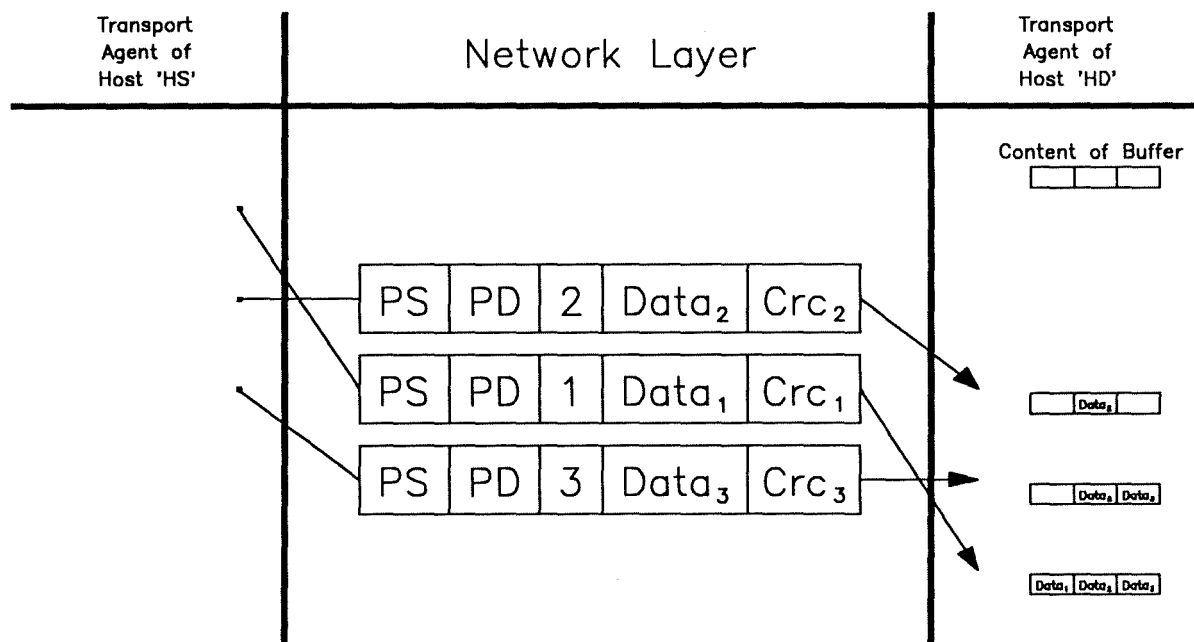 Transport
Agent of
Host 'HS'
Network Layer
Transport
Agent of
Host 'HD'
Content of Buffer
PS PD 2 Data₂ Crc₂
PS PD 1 Data₁ Crc₁
Data₂
PS PD 3 Data₃ Crc₃
Data₂ Data₃
Data₁ Data₂ Data₃